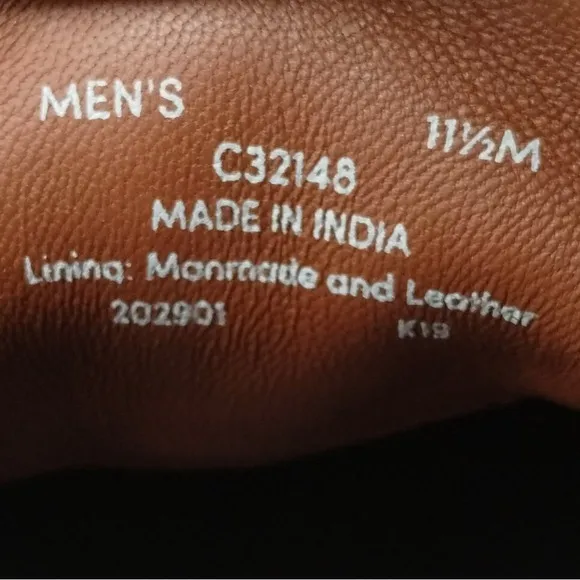 MEN'S 11½M
C32148
MADE IN INDIA
Lining: Manmade and Leather
202901 K19